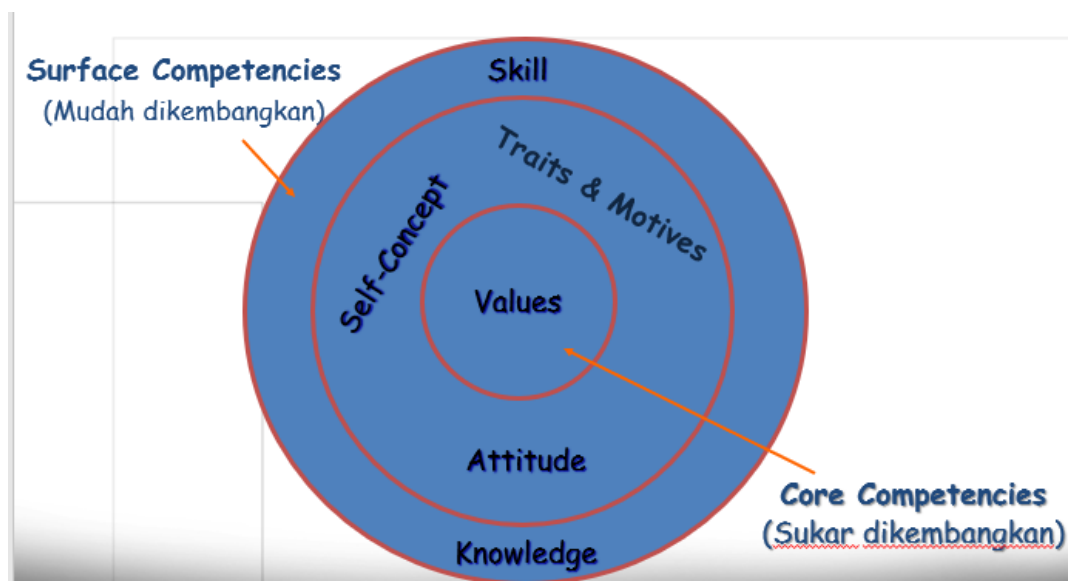 Surface Competencies
(Mudah dikembangkan)
Skill
Traits & Motives
Self-Concept
Values
Attitude
Knowledge
Core Competencies
(Sukar dikembangkan)